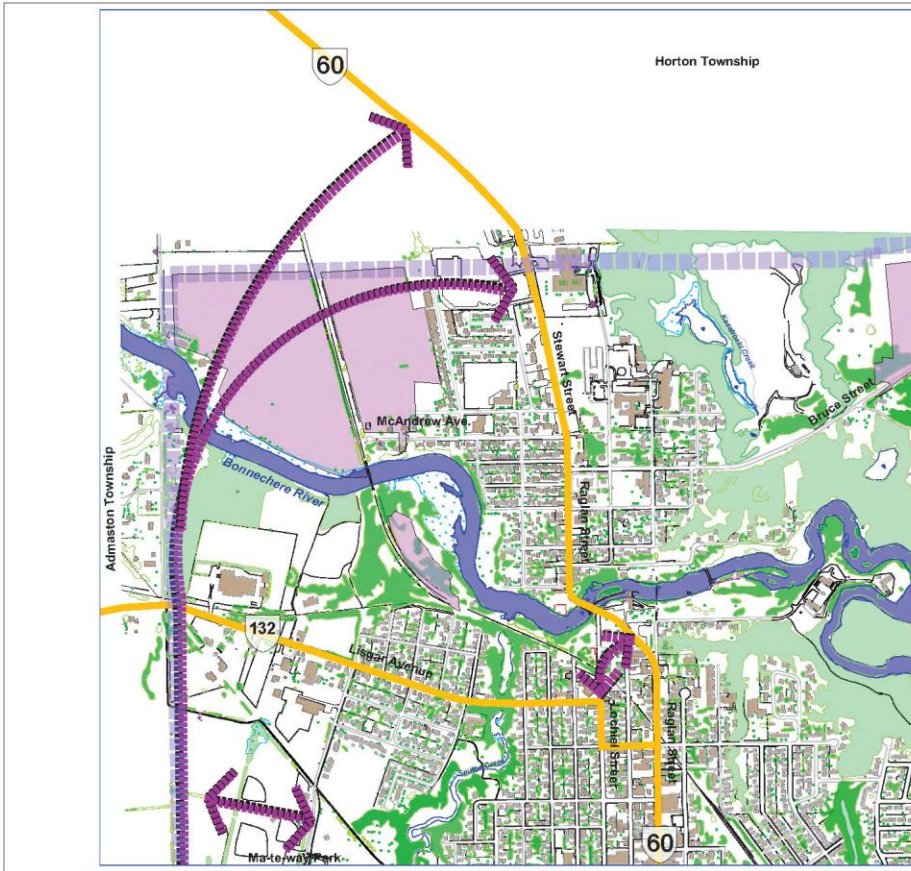 60
Horton Township
Stewart Street
Bruce Street
McAndrew Ave.
Bonnechere River
Raglan Street
Admaston Township
132
Lisgar Avenue
Lochiel Street
Raglan Street
Ma-te-way Park
60